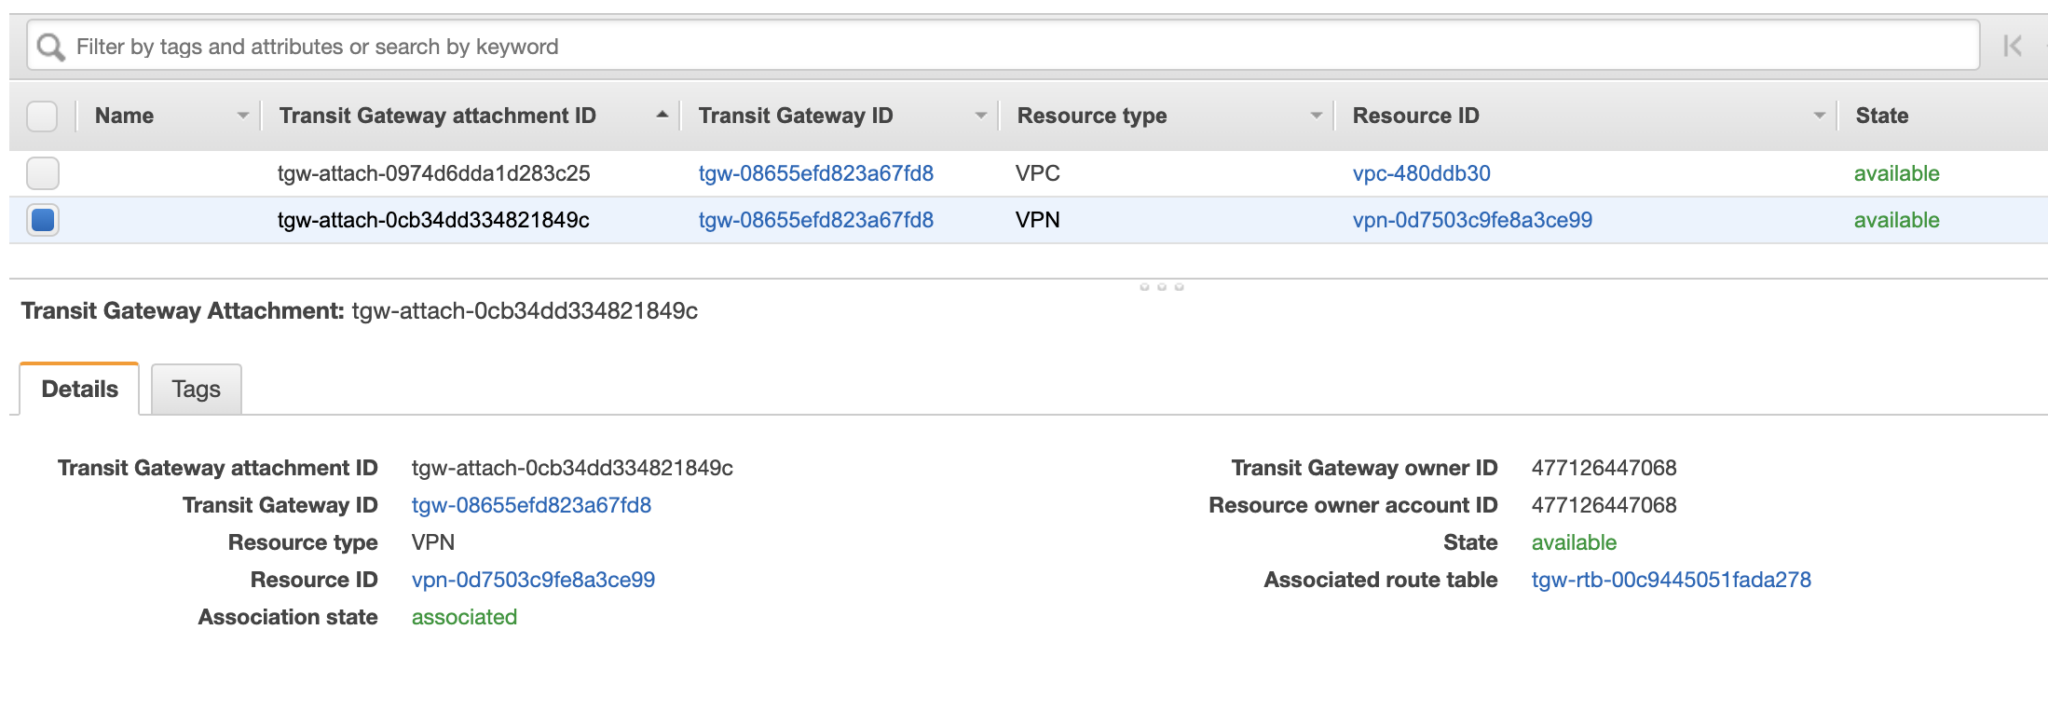 Filter by tags and attributes or search by keyword
Name Transit Gateway attachment ID Transit Gateway ID Resource type Resource ID State
tgw-attach-0974d6dda1d283c25 tgw-08655efd823a67fd8 VPC vpc-480ddb30 available
tgw-attach-0cb34dd334821849c tgw-08655efd823a67fd8 VPN vpn-0d7503c9fe8a3ce99 available
Transit Gateway Attachment: tgw-attach-0cb34dd334821849c
Details Tags
Transit Gateway attachment ID tgw-attach-0cb34dd334821849c Transit Gateway owner ID 477126447068
Transit Gateway ID tgw-08655efd823a67fd8 Resource owner account ID 477126447068
Resource type VPN State available
Resource ID vpn-0d7503c9fe8a3ce99 Associated route table tgw-rtb-00c9445051fada278
Association state associated